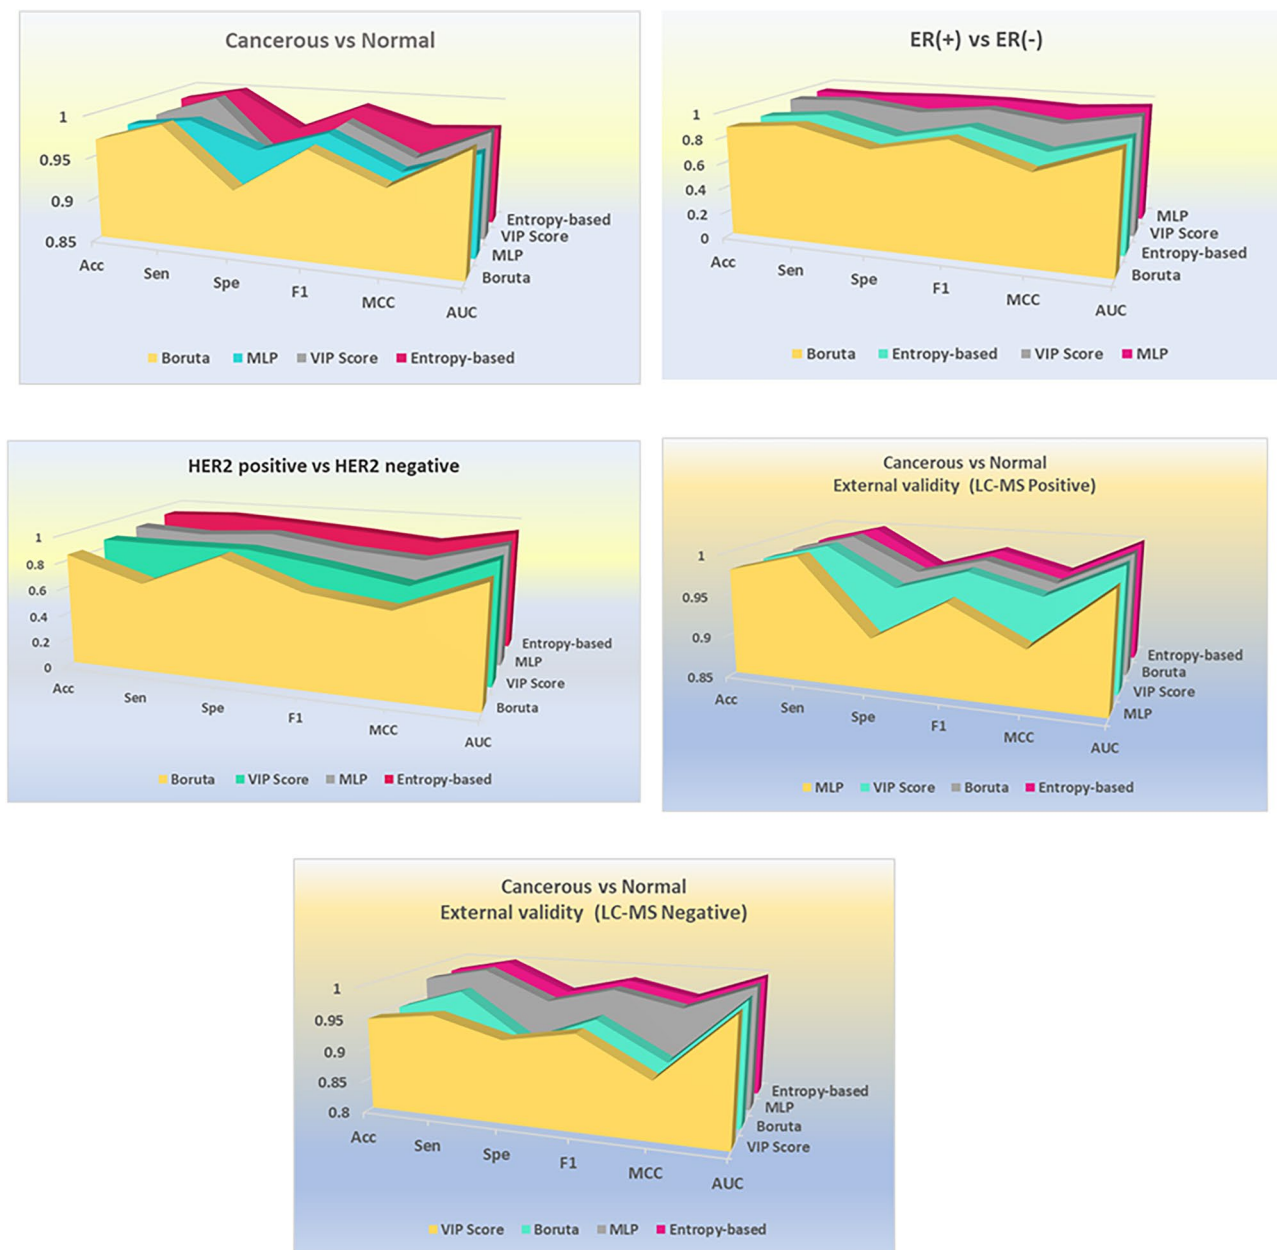 Cancerous vs Normal
1
0.95
0.9
0.85
Acc
Sen
Spe
F1
MCC
AUC
Entropy-based
VIP Score
MLP
Boruta
Boruta MLP VIP Score Entropy-based
ER(+) vs ER(-)
1
0.8
0.6
0.4
0.2
0
Acc
Sen
Spe
F1
MCC
AUC
MLP
VIP Score
Entropy-based
Boruta
Boruta Entropy-based VIP Score MLP
HER2 positive vs HER2 negative
1
0.8
0.6
0.4
0.2
0
Acc
Sen
Spe
F1
MCC
AUC
Entropy-based
MLP
VIP Score
Boruta
Boruta VIP Score MLP Entropy-based
Cancerous vs Normal
External validity (LC-MS Positive)
1
0.95
0.9
0.85
Acc
Sen
Spe
F1
MCC
AUC
Entropy-based
Boruta
VIP Score
MLP
MLP VIP Score Boruta Entropy-based
Cancerous vs Normal
External validity (LC-MS Negative)
1
0.95
0.9
0.85
0.8
Acc
Sen
Spe
F1
MCC
AUC
Entropy-based
MLP
Boruta
VIP Score
VIP Score Boruta MLP Entropy-based